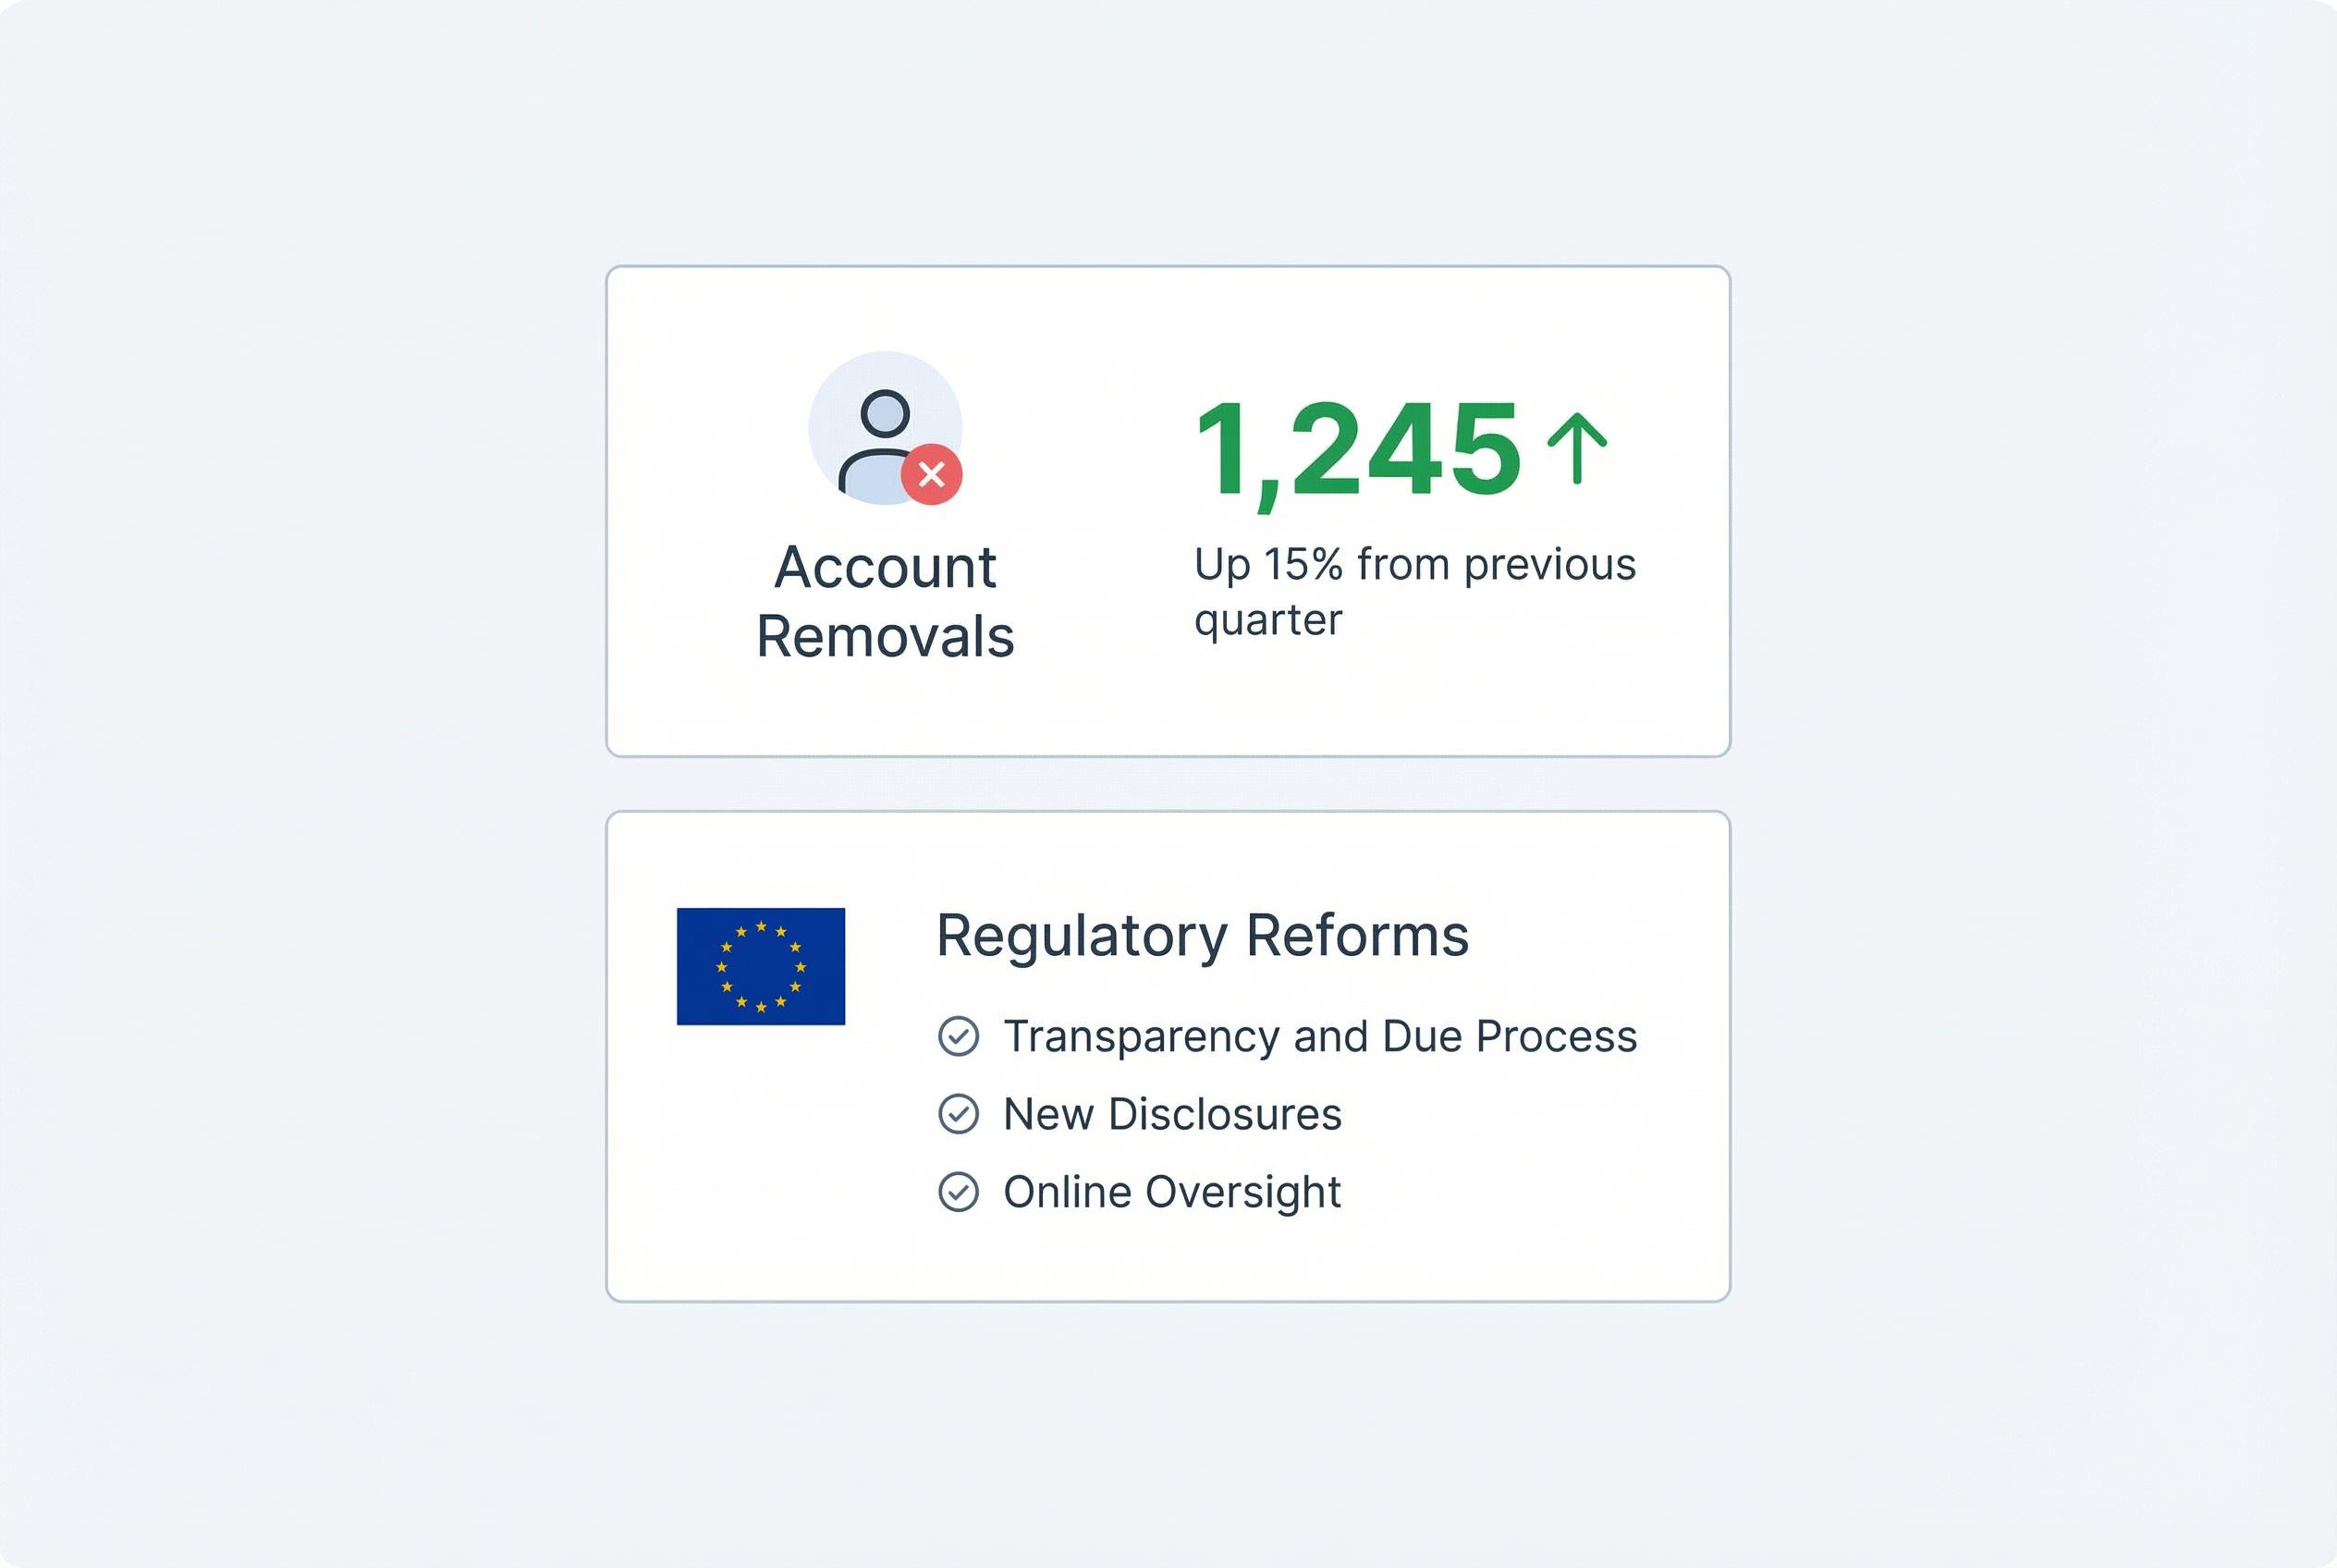 Account
Removals
1,245
Up 15% from previous
quarter
Regulatory Reforms
Transparency and Due Process
New Disclosures
Online Oversight